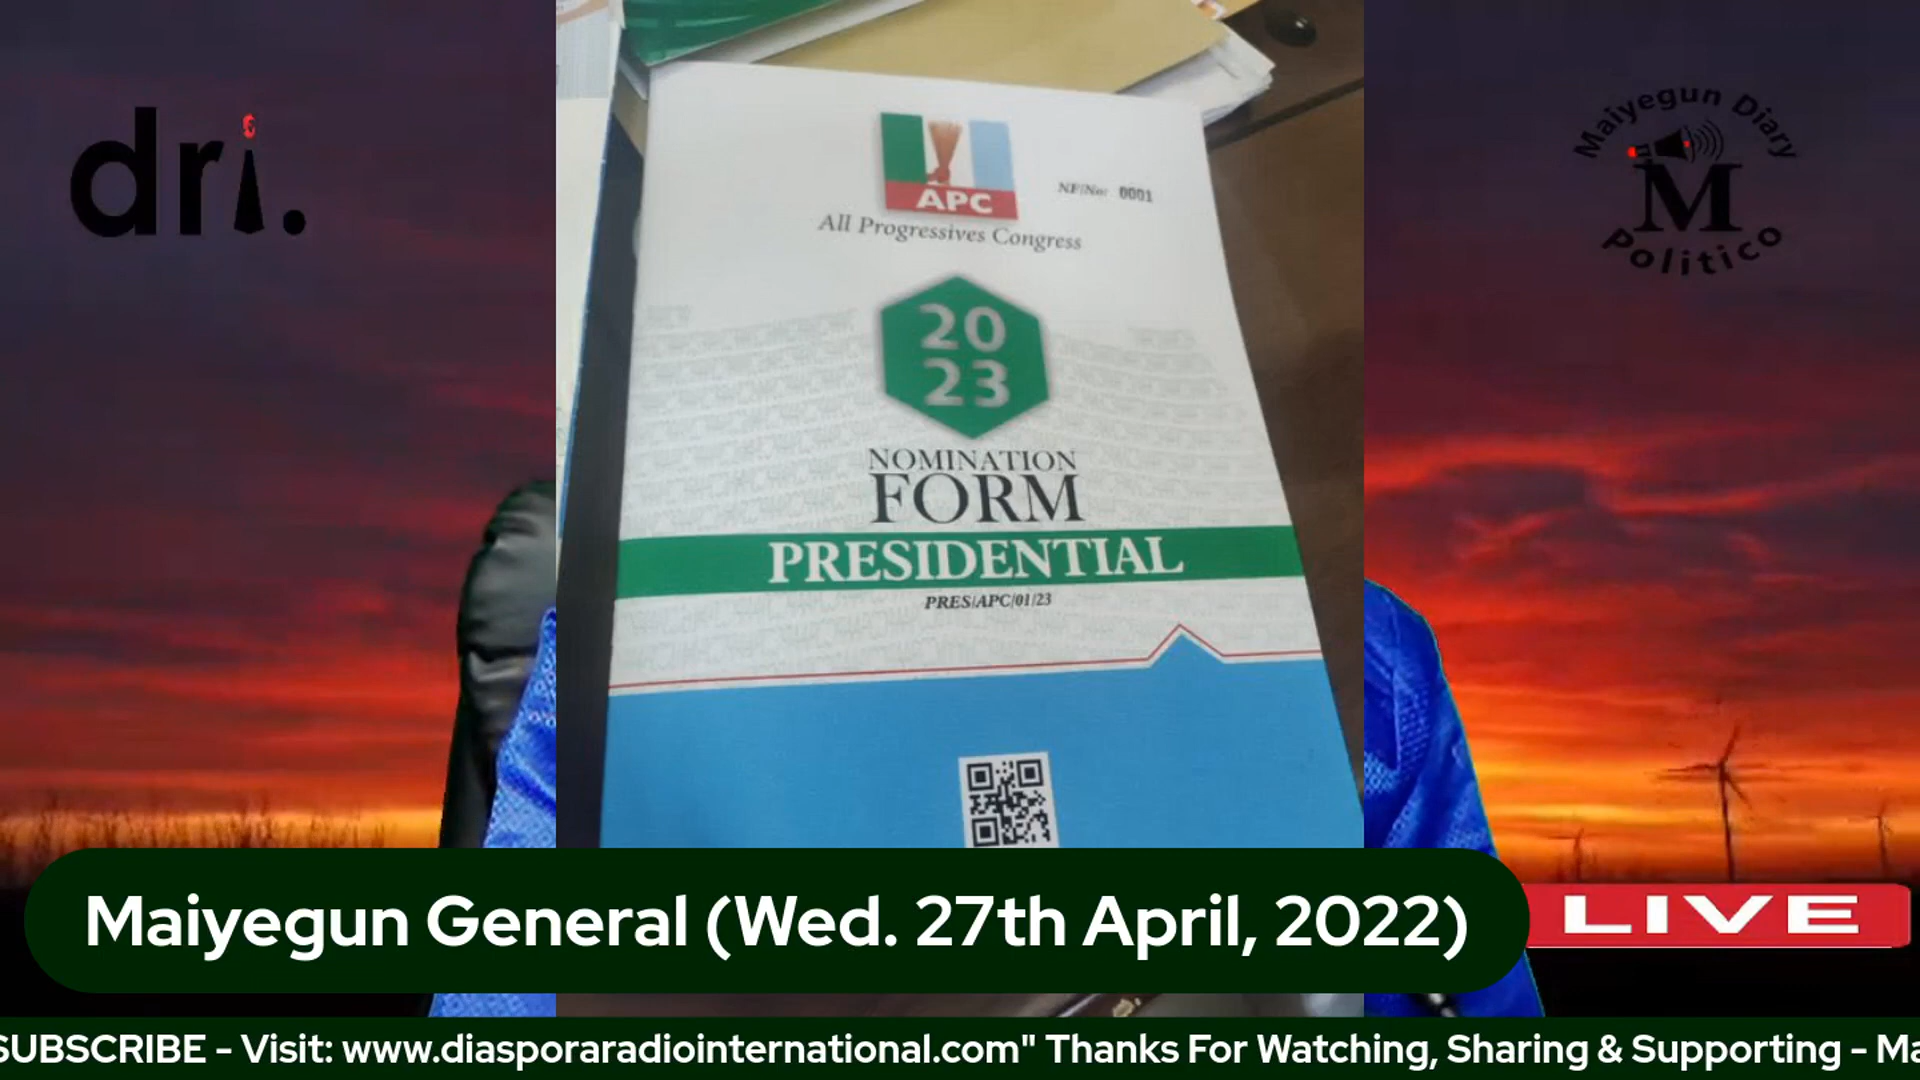 dri.
Maiyegun Diary
M
Politico
APC
NF/No: 0001
All Progressives Congress
20
23
NOMINATION
FORM
PRESIDENTIAL
PRES/APC/01/23
Maiyegun General (Wed. 27th April, 2022)
LIVE
SUBSCRIBE - Visit: www.diasporaradiointernational.com" Thanks For Watching, Sharing & Supporting - Ma